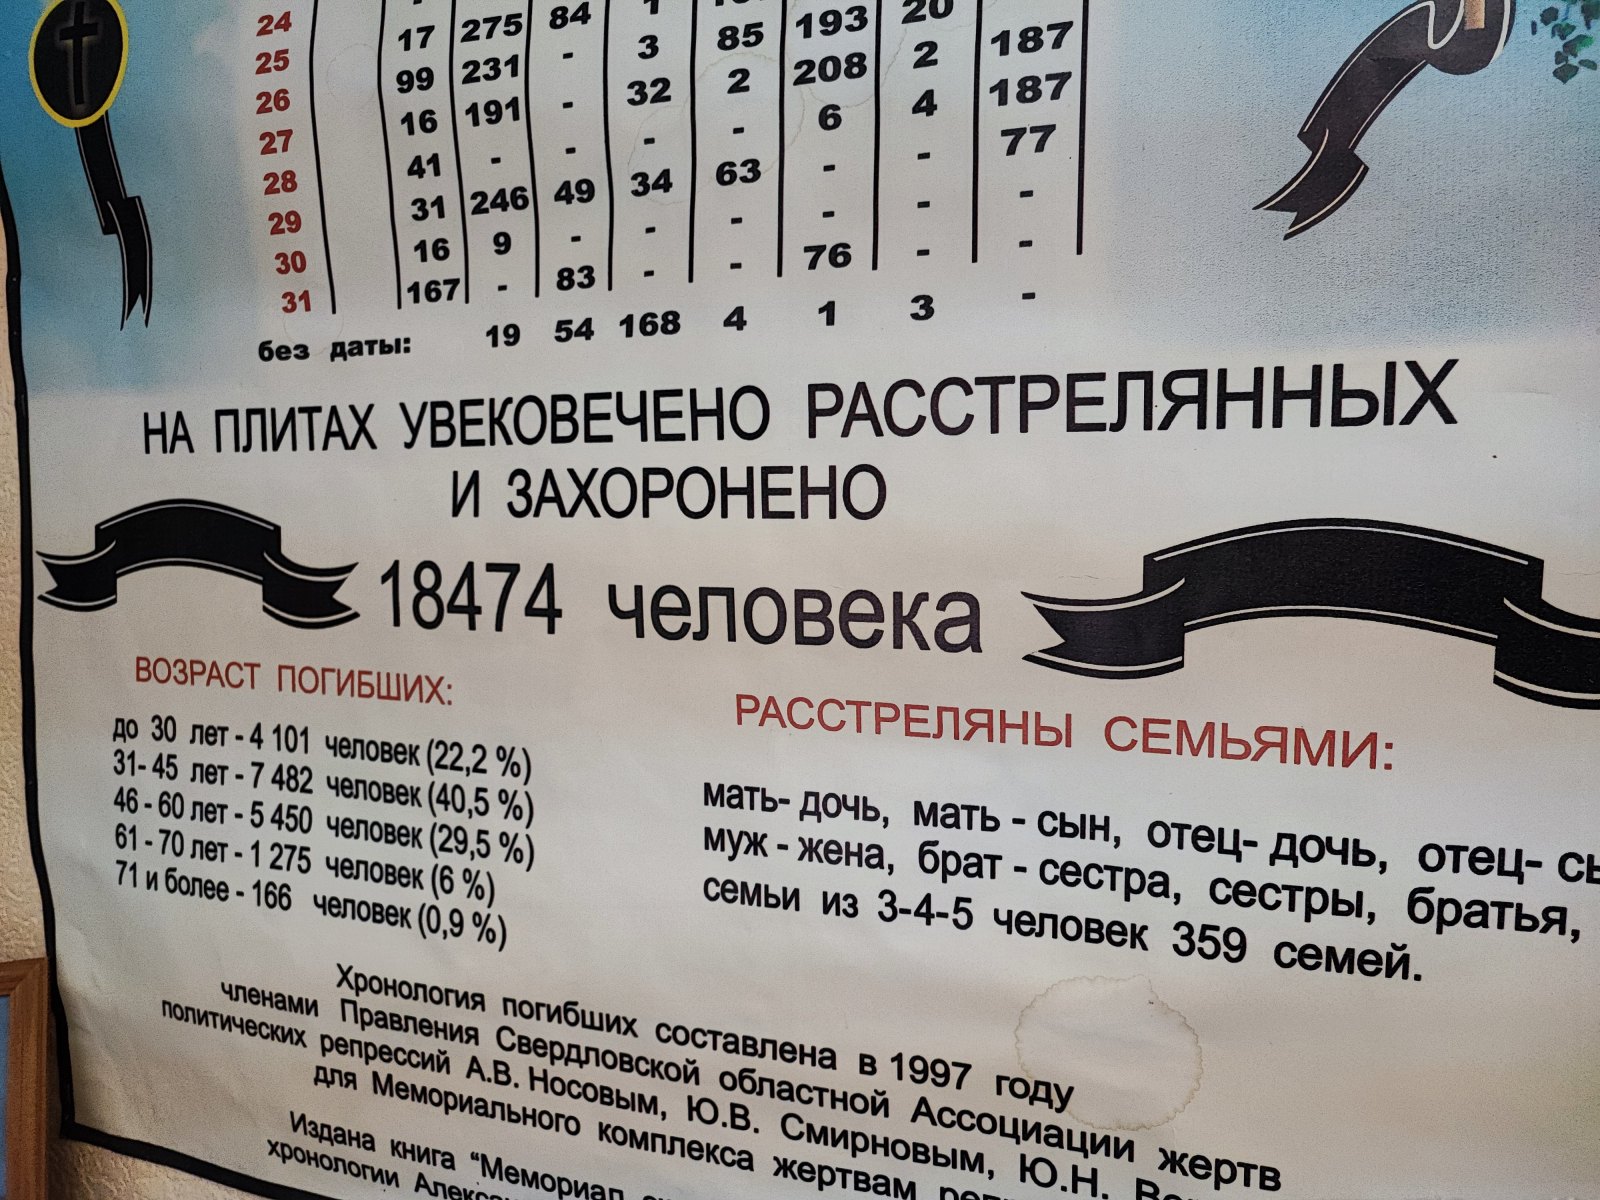 24 17 275 84 1 193 20
25 99 231 - 3 85 208 2 187
26 16 191 - 32 2 6 4 187
27 41 - - - - - - 77
28 31 246 49 34 63 - - -
29 16 9 - - - 76 - -
30 167 - 83 - - -
31
без даты: 19 54 168 4 1 3 -
НА ПЛИТАХ УВЕКОВЕЧЕНО РАССТРЕЛЯННЫХ
И ЗАХОРОНЕНО
18474 человека
ВОЗРАСТ ПОГИБШИХ:
до 30 лет - 4 101 человек (22,2 %)
31- 45 лет - 7 482 человек (40,5 %)
46 - 60 лет - 5 450 человек (29,5 %)
61 - 70 лет - 1 275 человек (6 %)
71 и более - 166 человек (0,9 %)
РАССТРЕЛЯНЫ СЕМЬЯМИ:
мать- дочь, мать - сын, отец- дочь, отец- сы
муж - жена, брат - сестра, сестры, братья,
семьи из 3-4-5 человек 359 семей.
Хронология погибших составлена в 1997 году
членами Правления Свердловской областной Ассоциации жертв
политических репрессий А.В. Носовым, Ю.В. Смирновым, Ю.Н.
для Мемориального комплекса жертвам
Издана книга “Мемориал
хронологии